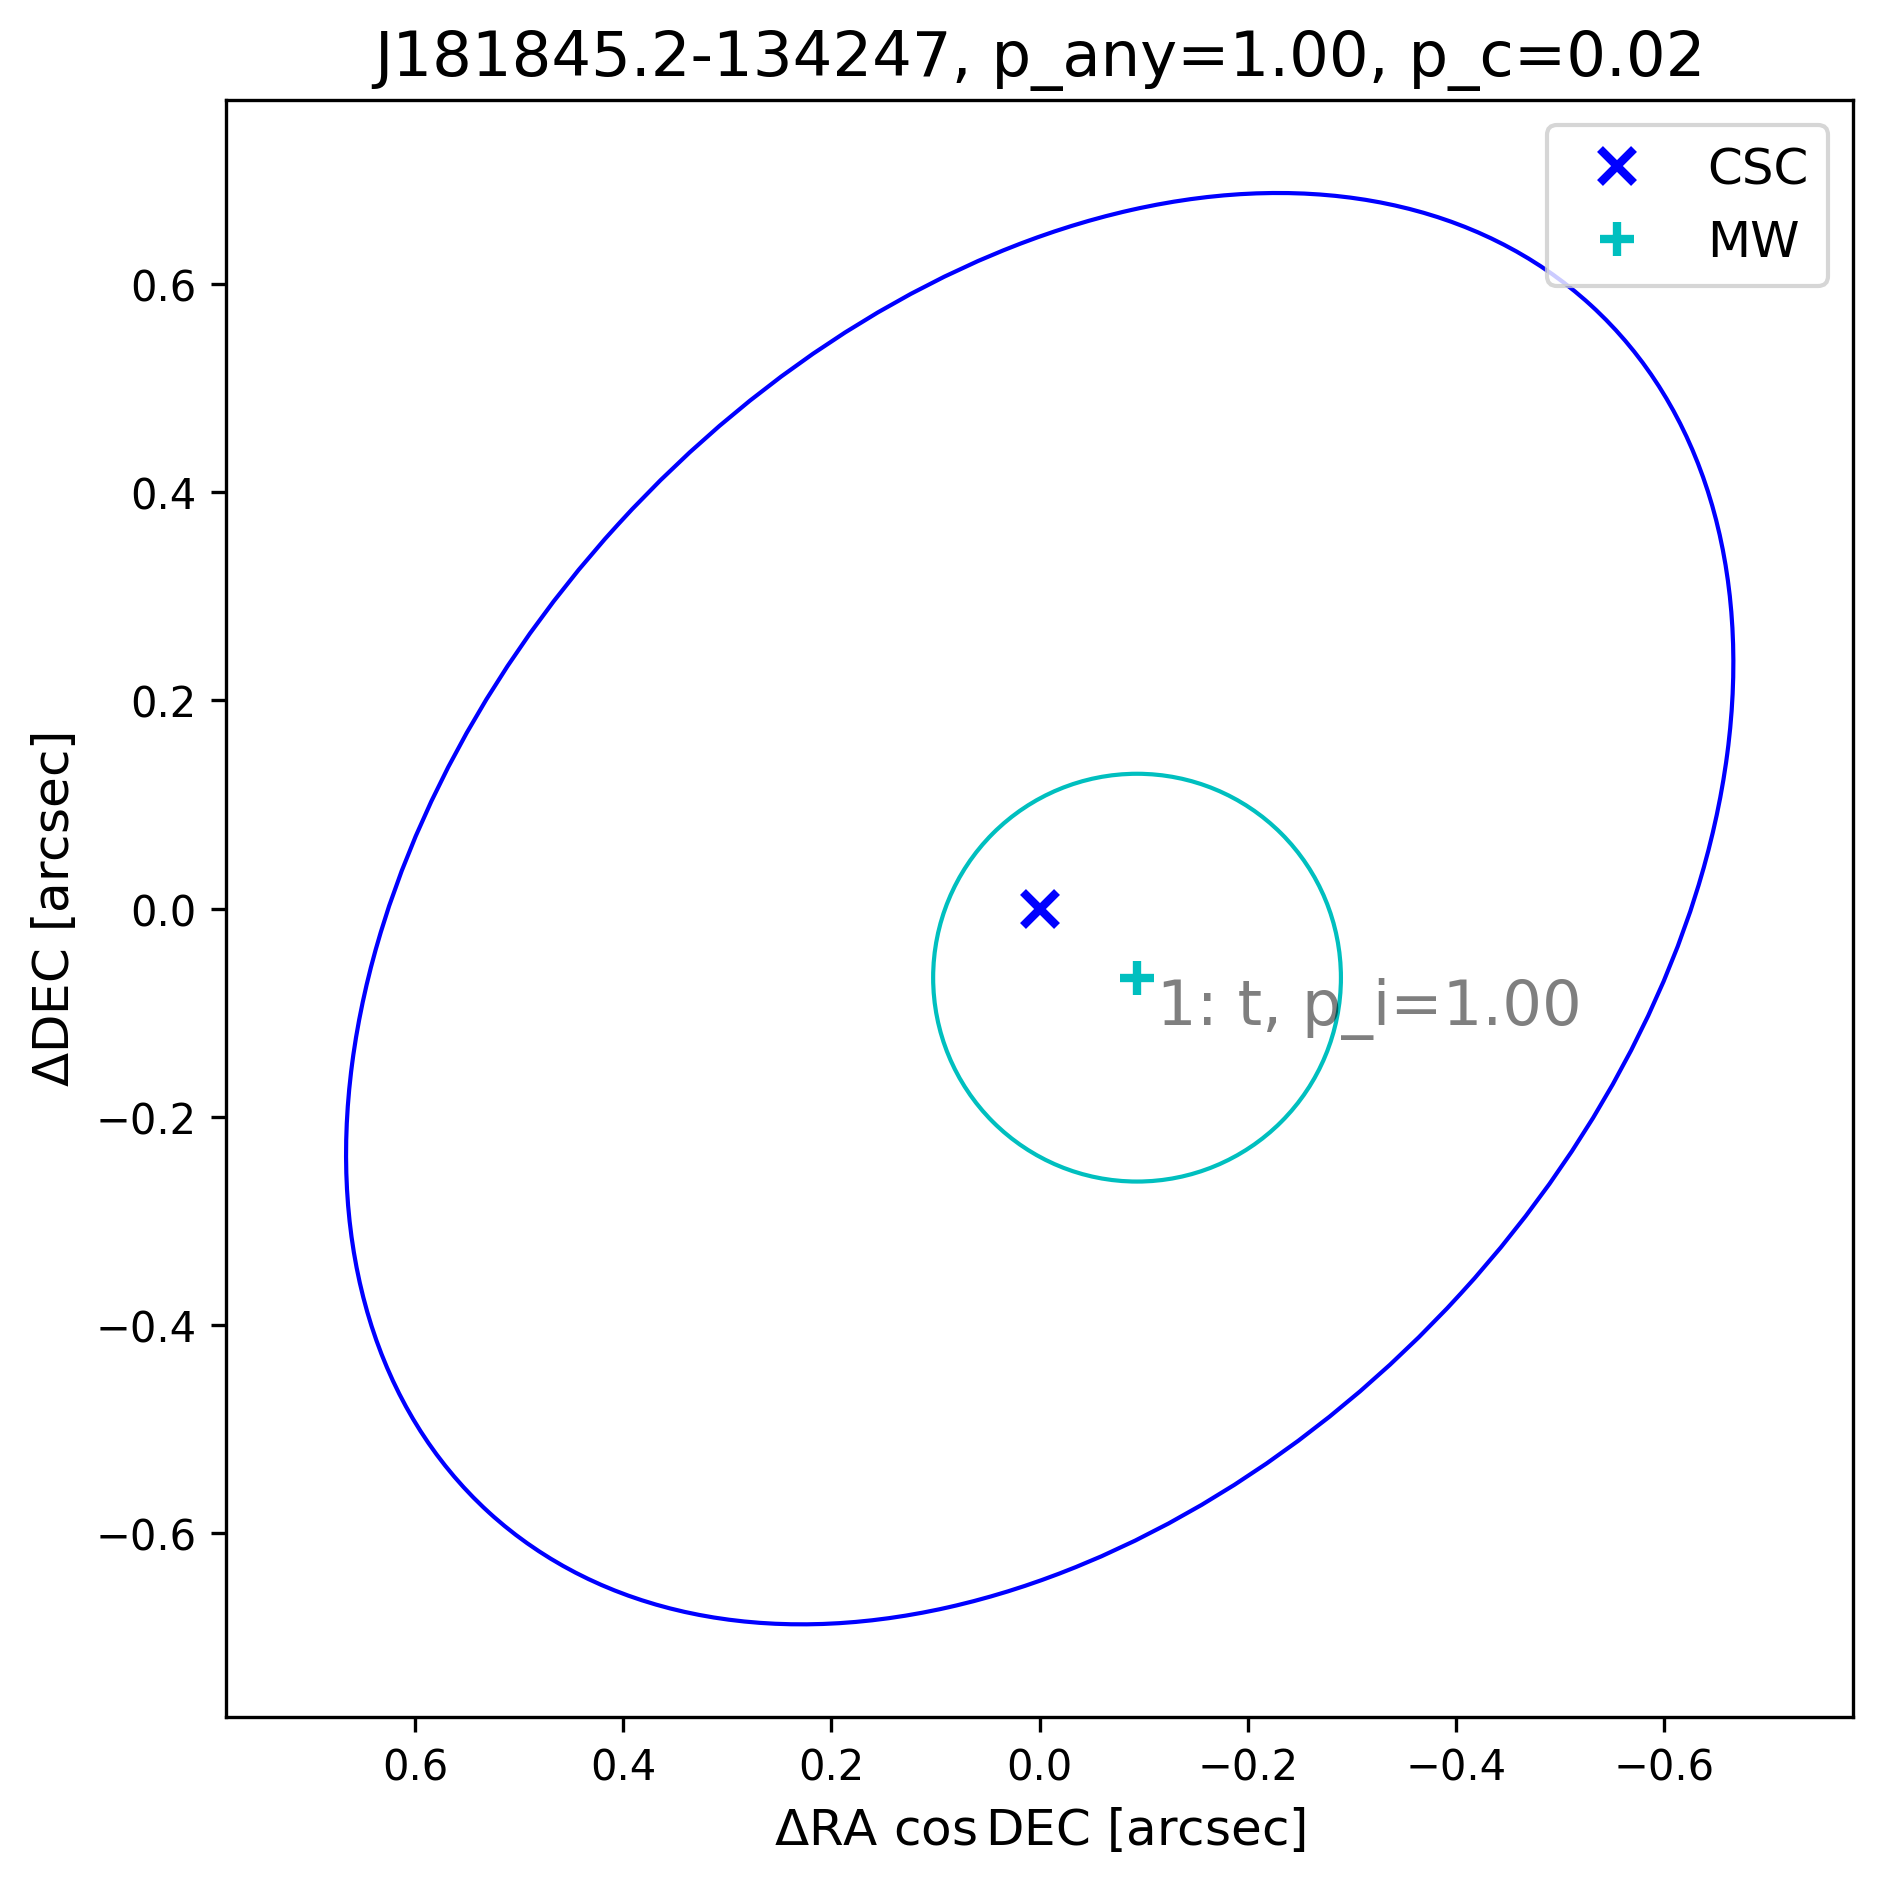 J181845.2-134247, p_any=1.00, p_c=0.02
CSC
MW
0.6
0.4
0.2
0.0
−0.2
−0.4
−0.6
ΔDEC [arcsec]
1: t, p_i=1.00
0.6 0.4 0.2 0.0 −0.2 −0.4 −0.6
ΔRA cos DEC [arcsec]